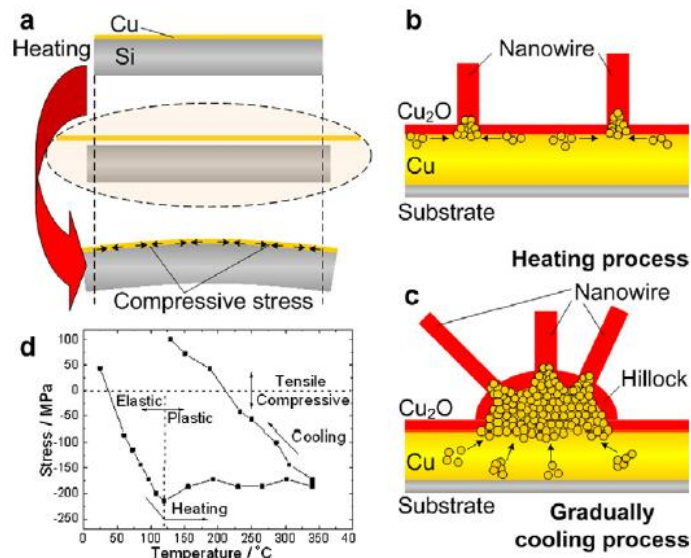 a
Cu
Heating
Si
Compressive stress
b
Nanowire
Cu₂O
Cu
Substrate
Heating process
c
Nanowire
Hillock
Cu₂O
Cu
Substrate
Gradually
cooling process
d
100
50
0
-50
-100
-150
-200
-250
Stress / MPa
Elastic
Plastic
Tensile
Compressive
Cooling
Heating
0 50 100 150 200 250 300 350 40
Temperature / °C